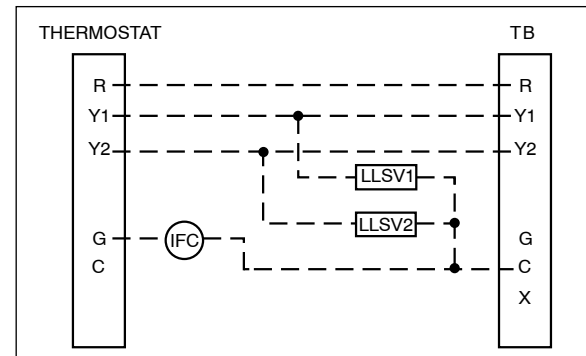 THERMOSTAT TB
R R
Y1 Y1
Y2 Y2
LLSV1
LLSV2
G IFC G
C C
X